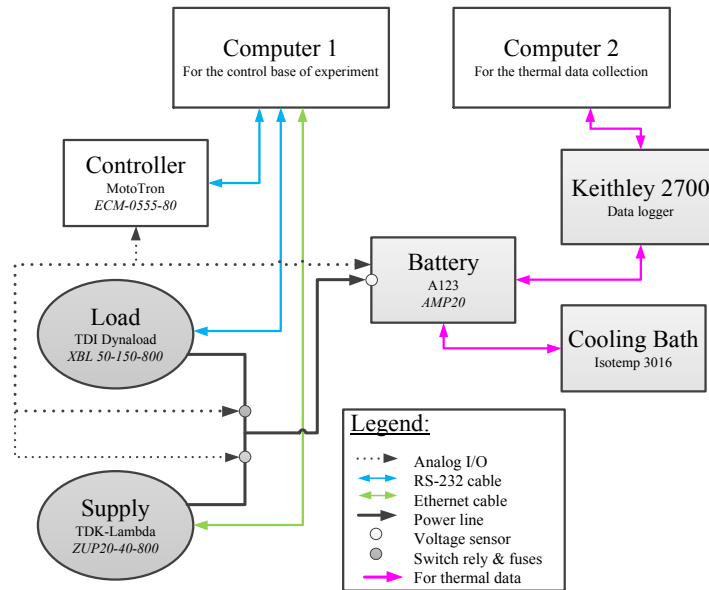 Computer 1
For the control base of experiment
Computer 2
For the thermal data collection
Controller
MotoTron
ECM-0555-80
Keithley 2700
Data logger
Battery
A123
AMP20
Load
TDI Dynaload
XBL 50-150-800
Cooling Bath
Isotemp 3016
Supply
TDK-Lambda
ZUP20-40-800
Legend:
Analog I/O
RS-232 cable
Ethernet cable
Power line
Voltage sensor
Switch rely & fuses
For thermal data